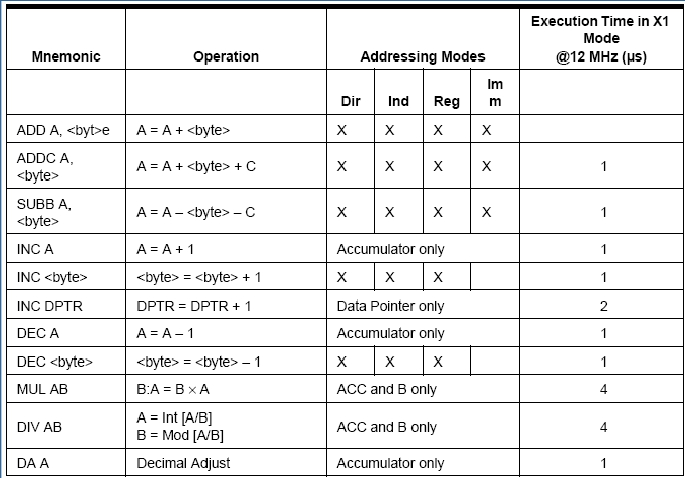 Mnemonic Operation Addressing Modes Execution Time in X1
Mode
@12 MHz (µs)
Dir Ind Reg Im
m
ADD A, <byt>e A = A + <byte> X X X X
ADDC A,
<byte> A = A + <byte> + C X X X X 1
SUBB A,
<byte> A = A – <byte> – C X X X X 1
INC A A = A + 1 Accumulator only 1
INC <byte> <byte> = <byte> + 1 X X X 1
INC DPTR DPTR = DPTR + 1 Data Pointer only 2
DEC A A = A – 1 Accumulator only 1
DEC <byte> <byte> = <byte> – 1 X X X 1
MUL AB B:A = B × A ACC and B only 4
DIV AB A = Int [A/B]
B = Mod [A/B] ACC and B only 4
DA A Decimal Adjust Accumulator only 1